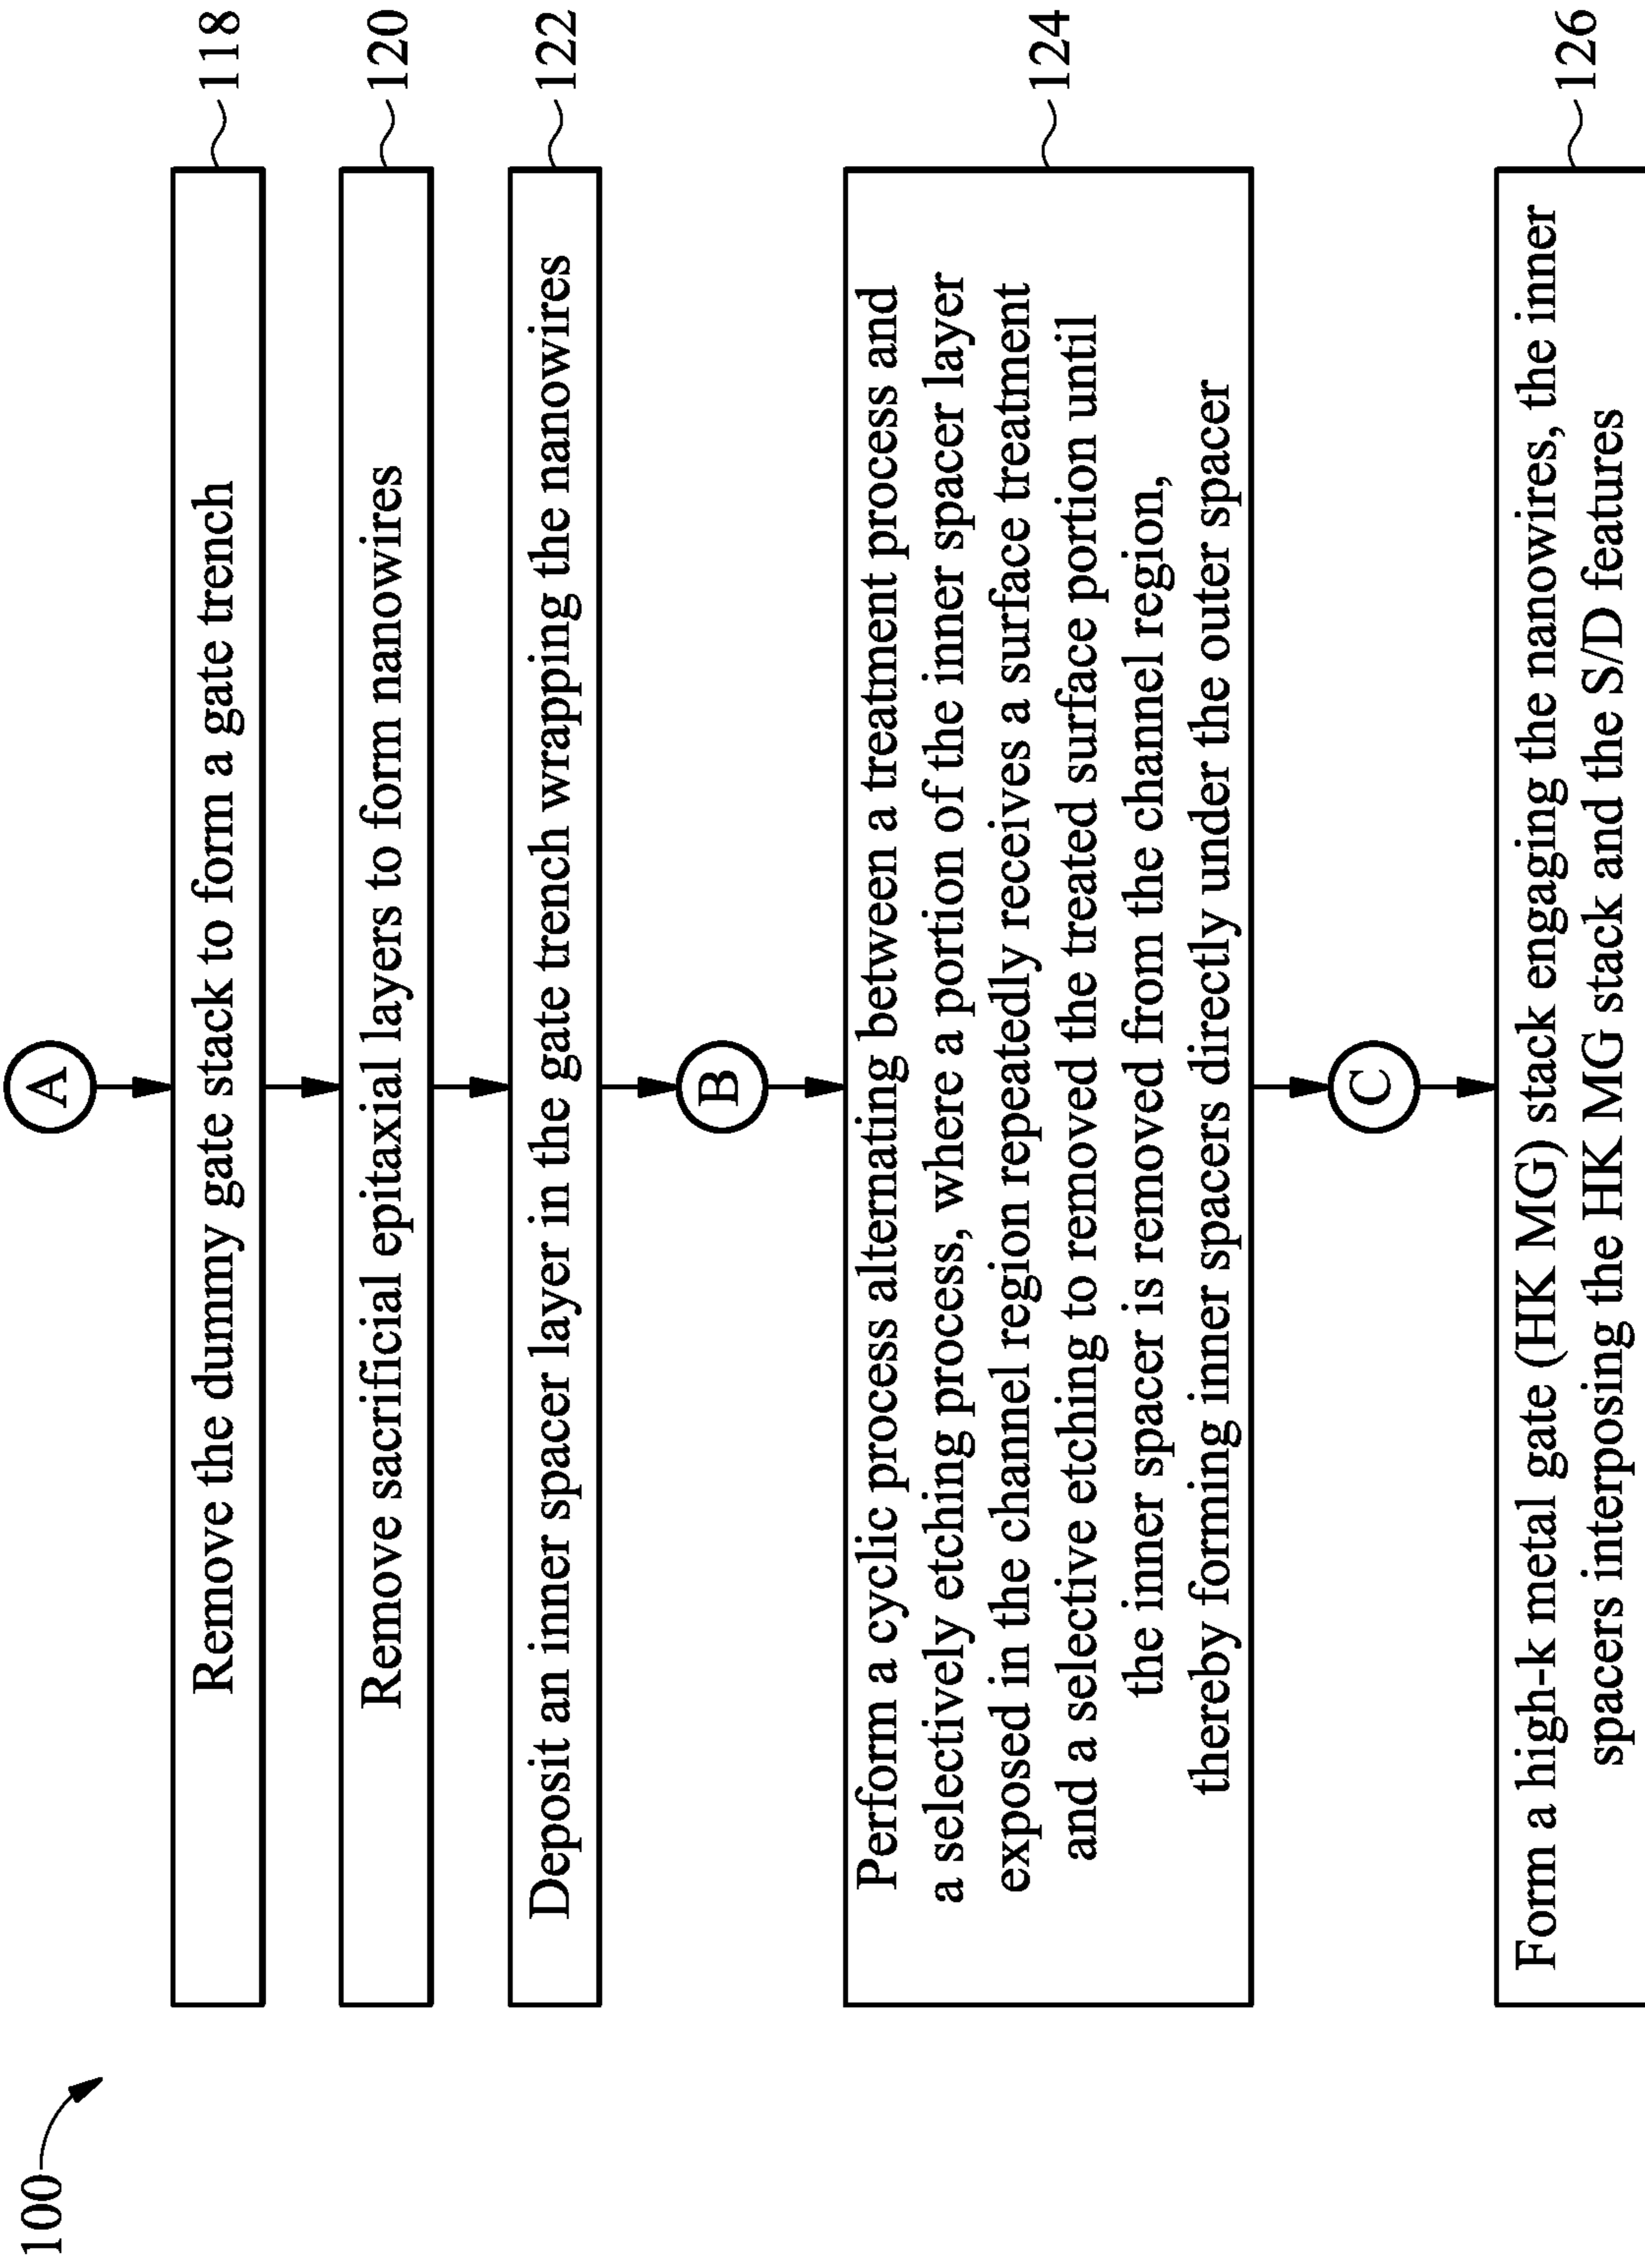 100
A
Remove the dummy gate stack to form a gate trench
118
Remove sacrificial epitaxial layers to form nanowires
120
Deposit an inner spacer layer in the gate trench wrapping the nanowires
122
B
Perform a cyclic process alternating between a treatment process and
a selectively etching process, where a portion of the inner spacer layer
exposed in the channel region repeatedly receives a surface treatment
and a selective etching to removed the treated surface portion until
the inner spacer is removed from the channel region,
thereby forming inner spacers directly under the outer spacer
124
C
Form a high-k metal gate (HK MG) stack engaging the nanowires, the inner
spacers interposing the HK MG stack and the S/D features
126